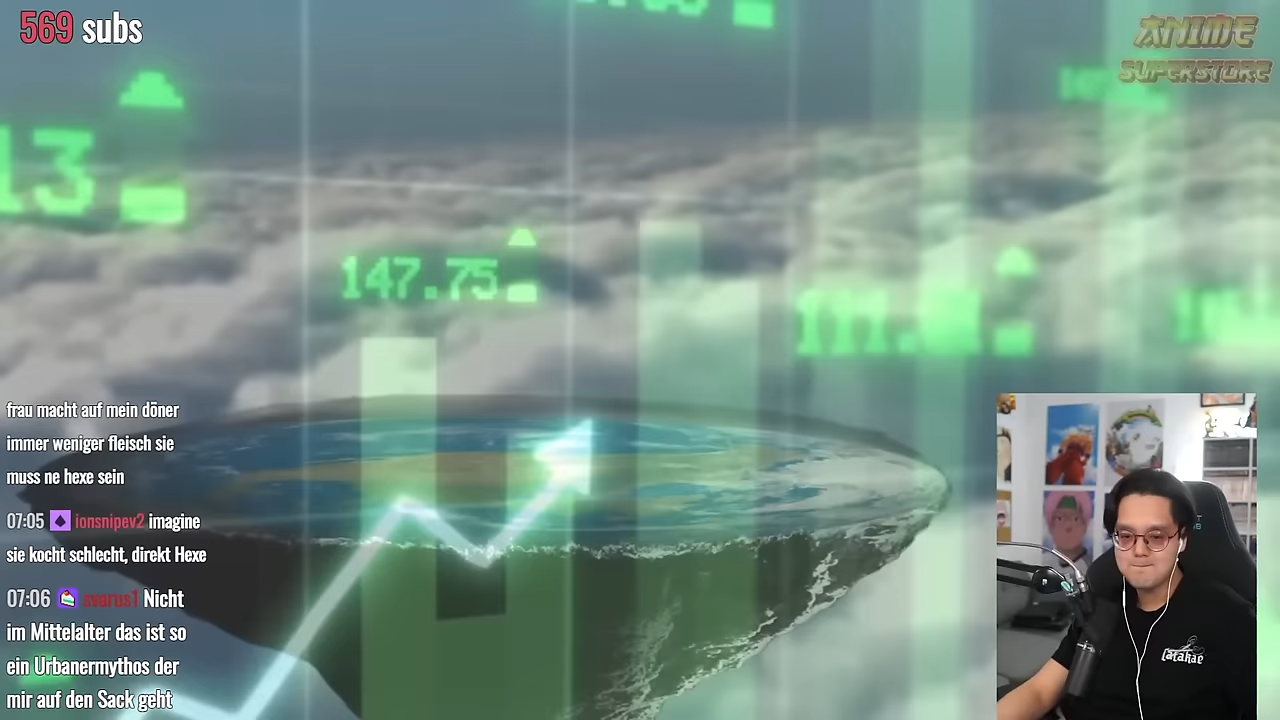 569 subs
ANIME
SUPERSTORE
13
147.75
frau macht auf mein döner
immer weniger fleisch sie
muss ne hexe sein
07:05 ionsnipev2 imagine
sie kocht schlecht, direkt Hexe
07:06 svarus1 Nicht
im Mittelalter das ist so
ein Urbanermythos der
mir auf den Sack geht